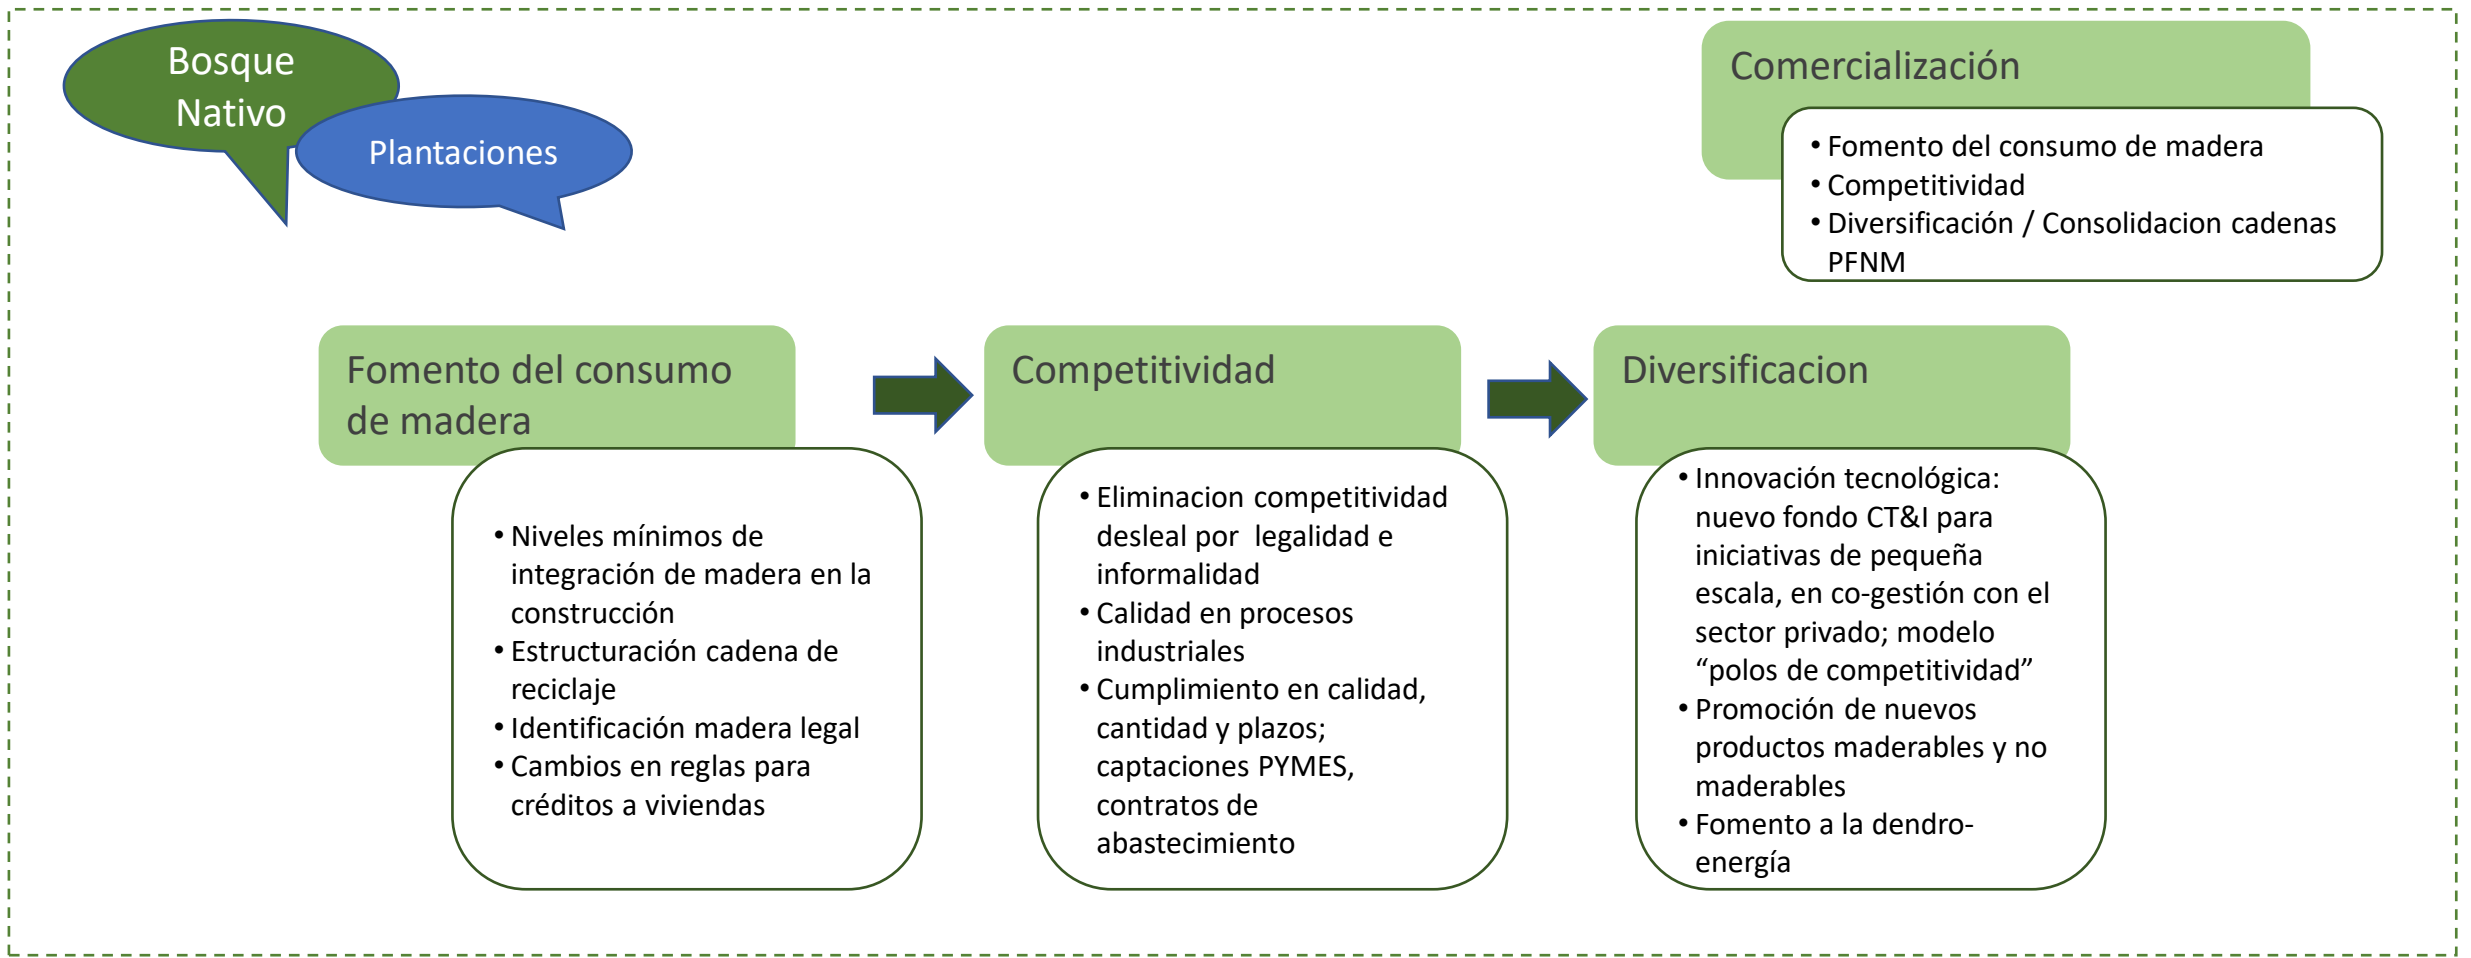 Bosque
Nativo
Plantaciones
Comercialización
• Fomento del consumo de madera
• Competitividad
• Diversificación / Consolidacion cadenas
PFNM
Fomento del consumo
de madera
• Niveles mínimos de
integración de madera en la
construcción
• Estructuración cadena de
reciclaje
• Identificación madera legal
• Cambios en reglas para
créditos a viviendas
Competitividad
• Eliminacion competitividad
desleal por  legalidad e
informalidad
• Calidad en procesos
industriales
• Cumplimiento en calidad,
cantidad y plazos;
captaciones PYMES,
contratos de
abastecimiento
Diversificacion
• Innovación tecnológica:
nuevo fondo CT&I para
iniciativas de pequeña
escala, en co-gestión con el
sector privado; modelo
“polos de competitividad”
• Promoción de nuevos
productos maderables y no
maderables
• Fomento a la dendro-
energía